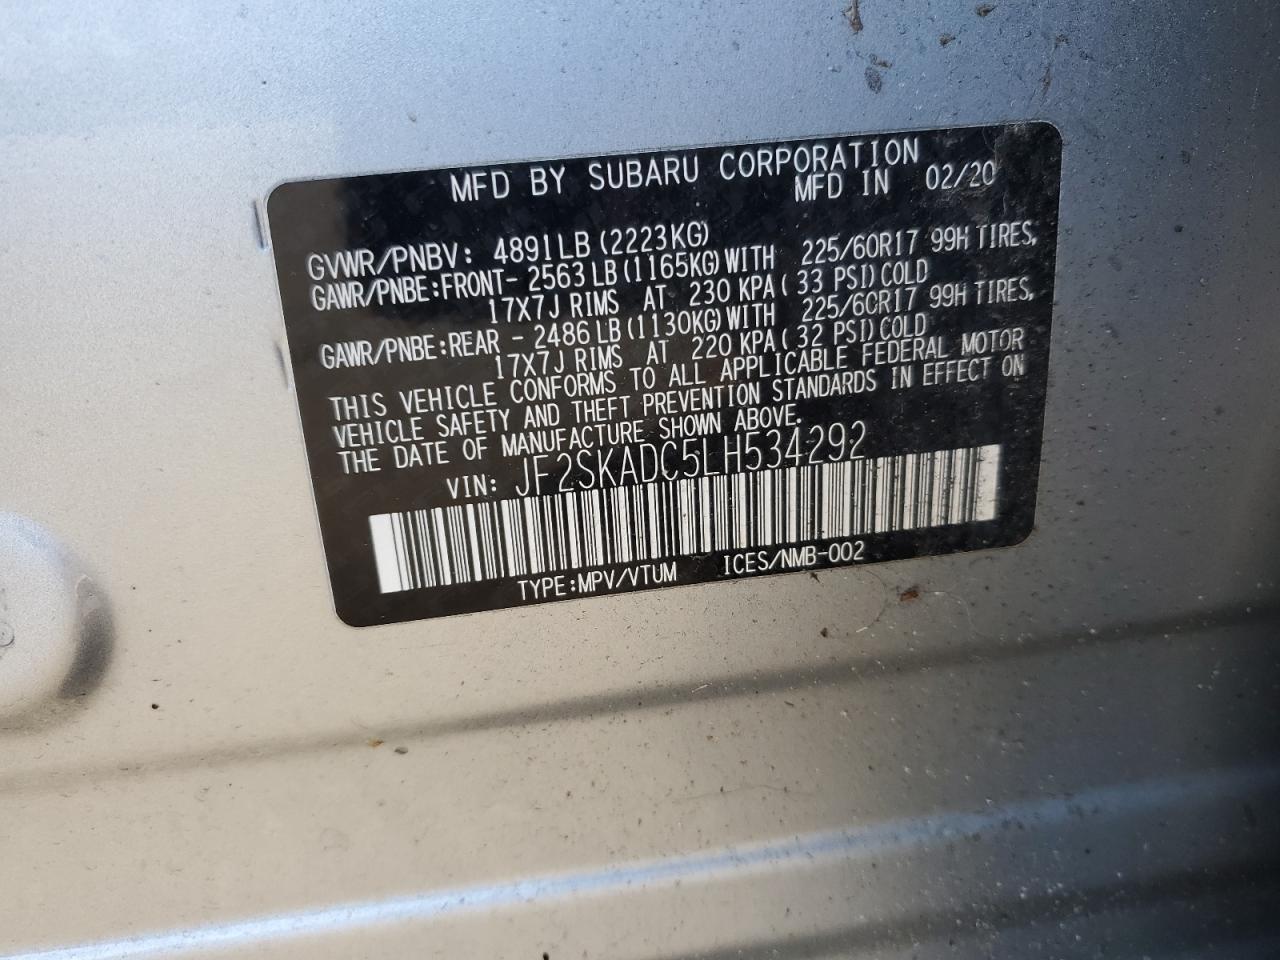 MFD BY SUBARU CORPORATION
MFD IN 02/20
GVWR/PNBV: 4891LB (2223KG)
GAWR/PNBE:FRONT- 2563 LB (1165KG) WITH 225/60R17 99H TIRES,
17X7J RIMS AT 230 KPA ( 33 PSI) COLD
GAWR/PNBE:REAR - 2486 LB (1130KG) WITH 225/60R17 99H TIRES,
17X7J RIMS AT 220 KPA ( 32 PSI) COLD
THIS VEHICLE CONFORMS TO ALL APPLICABLE FEDERAL MOTOR
VEHICLE SAFETY AND THEFT PREVENTION STANDARDS IN EFFECT ON
THE DATE OF MANUFACTURE SHOWN ABOVE.
VIN: JF2SKADC5LH534292
TYPE:MPV/VTUM ICES/NMB-002